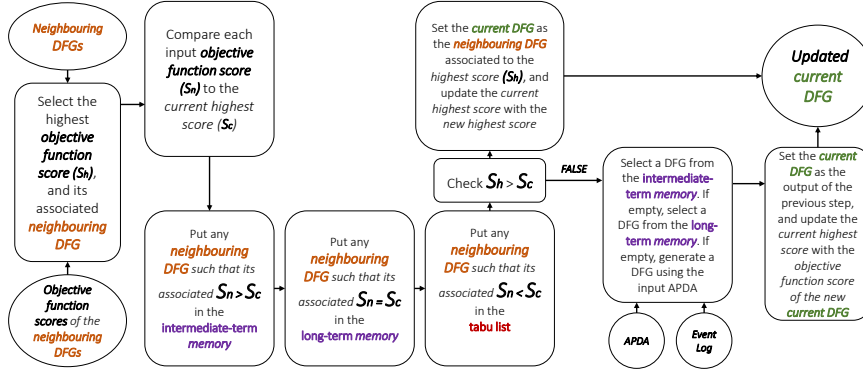 Neighbouring
DFGs
Select the
highest
objective
function
score (Sh),
and its
associated
neighbouring
DFG
Objective
function
scores of the
neighbouring
DFGs
Compare each
input objective
function score
(Sn) to the
current highest
score (Sc)
Put any
neighbouring
DFG such that its
associated Sn > Sc
in the
intermediate-term
memory
Put any
neighbouring
DFG such that its
associated Sn = Sc
in the
long-term memory
Put any
neighbouring
DFG such that its
associated Sn < Sc
in the
tabu list
Check Sh > Sc
Set the current DFG as
the neighbouring DFG
associated to the
highest score (Sh), and
update the current
highest score with the
new highest score
FALSE
Select a DFG from
the intermediate-
term memory. If
empty, select a
DFG from the long-
term memory. If
empty, generate a
DFG using the
input APDA
APDA
Event
Log
Set the current
DFG as the
output of the
previous step,
and update the
current highest
score with the
objective
function score
of the new
current DFG
Updated
current
DFG